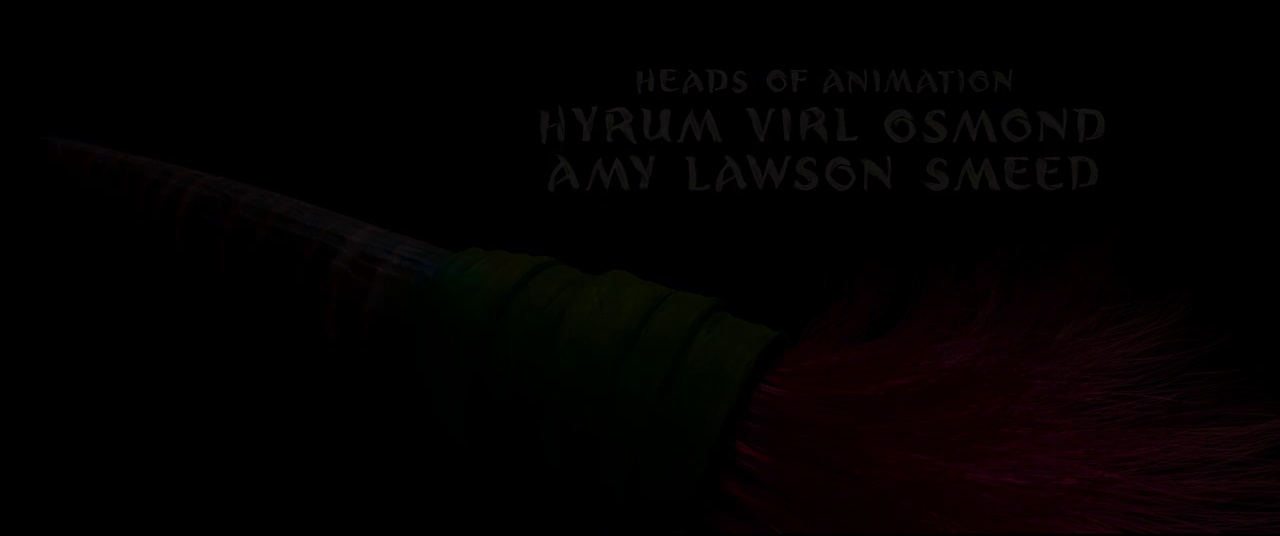 HEADS OF ANIMATION
HYRUM VIRL OSMOND
AMY LAWSON SMEED